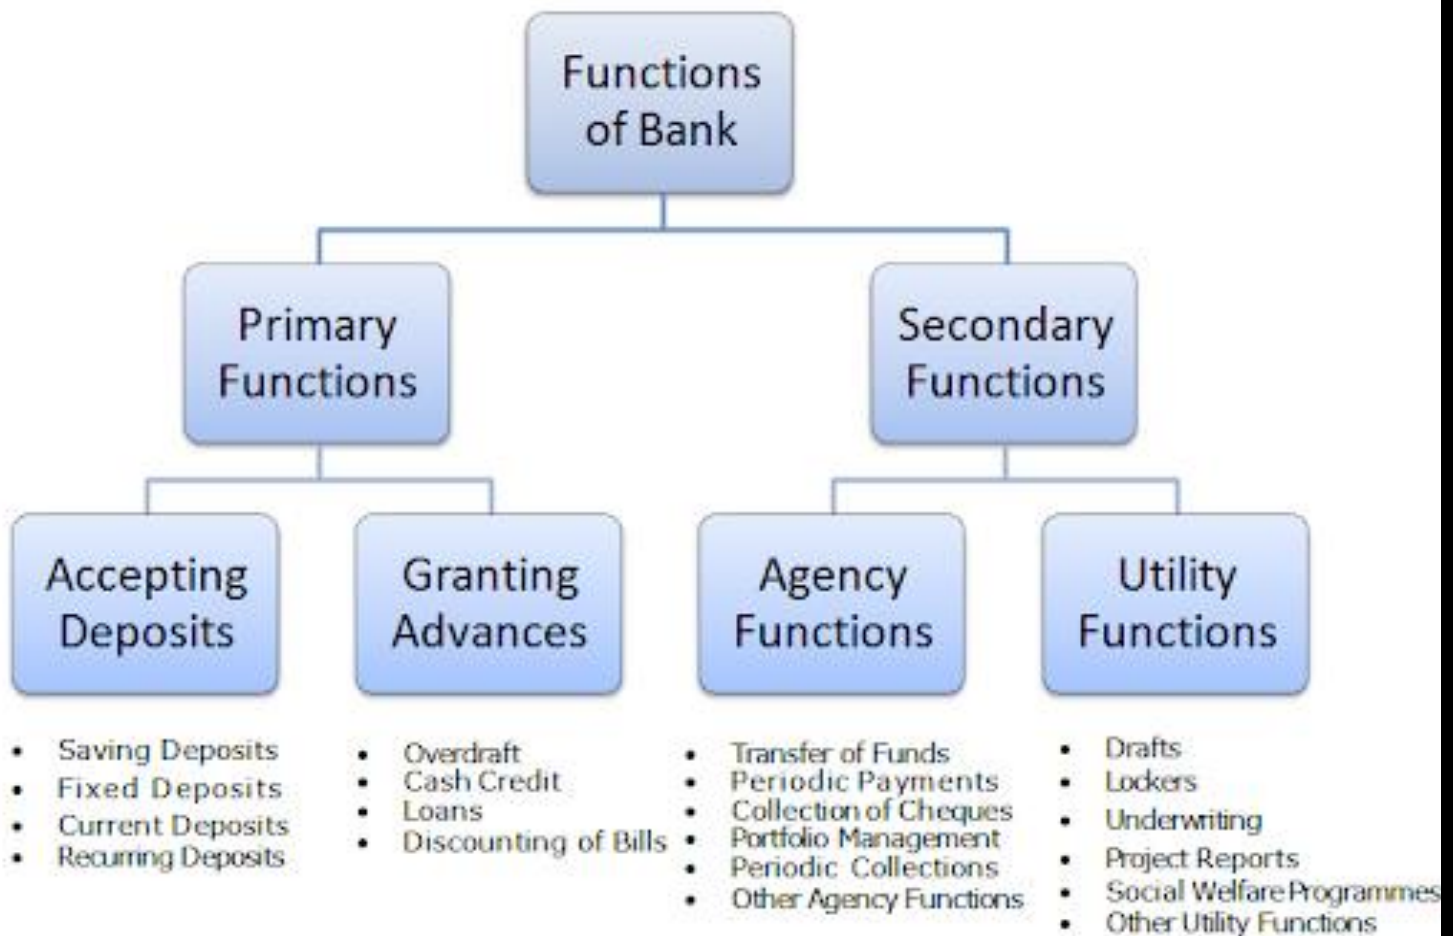 Functions
of Bank
Primary
Functions
Secondary
Functions
Accepting
Deposits
Granting
Advances
Agency
Functions
Utility
Functions
• Saving Deposits
• Fixed Deposits
• Current Deposits
• Recurring Deposits
• Overdraft
• Cash Credit
• Loans
• Discounting of Bills
• Transfer of Funds
• Periodic Payments
• Collection of Cheques
• Portfolio Management
• Periodic Collections
• Other Agency Functions
• Drafts
• Lockers
• Underwriting
• Project Reports
• Social Welfare Programmes
• Other Utility Functions